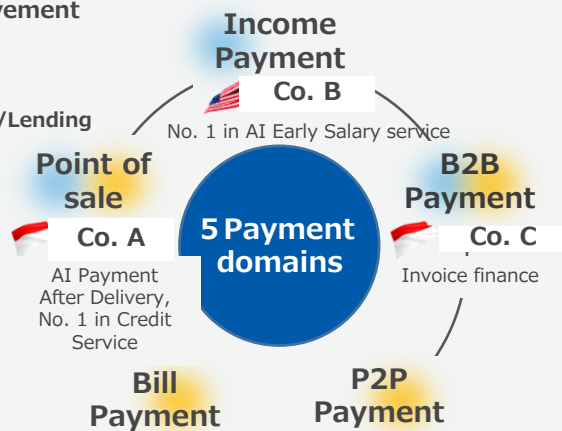 vement
Income
Payment
Co. B
/Lending
No. 1 in AI Early Salary service
Point of
sale
Co. A
AI Payment
After Delivery,
No. 1 in Credit
Service
5 Payment
domains
B2B
Payment
Co. C
Invoice finance
Bill
Payment
P2P
Payment